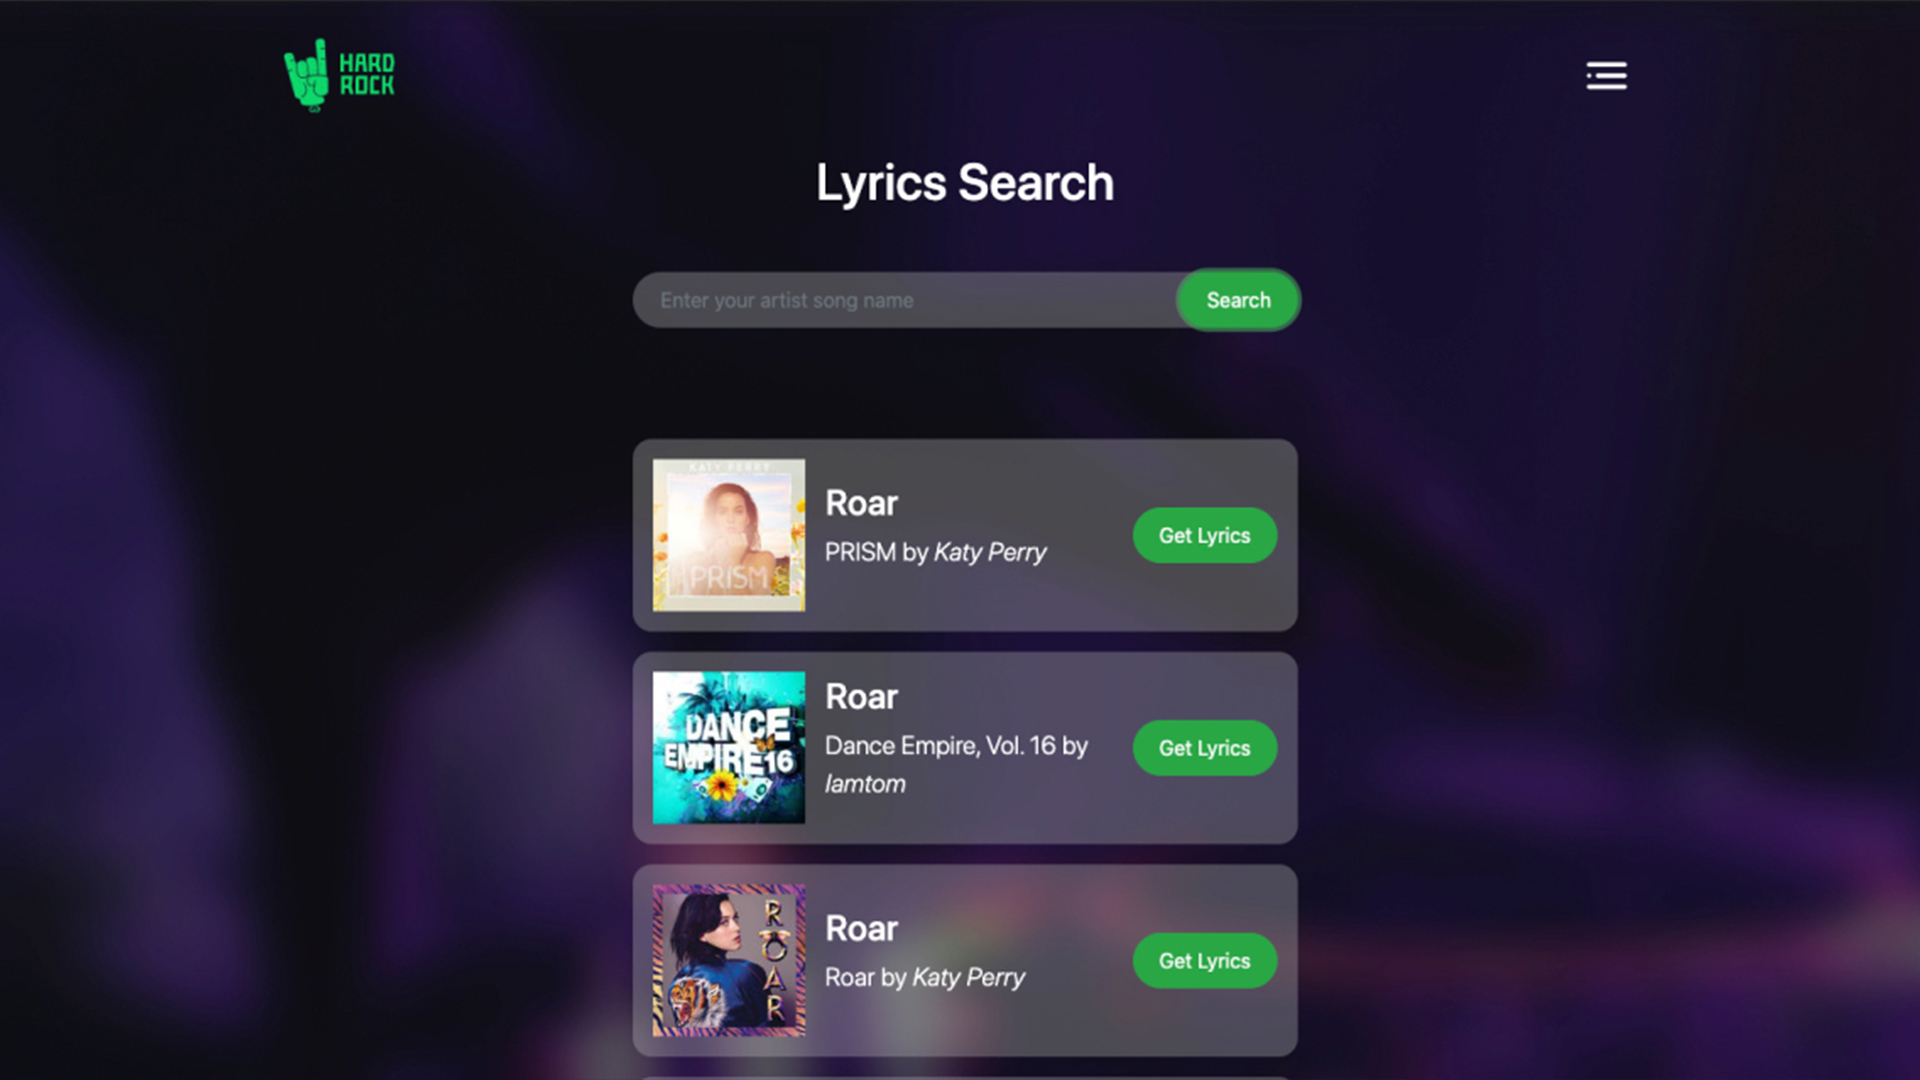 HARD
ROCK
Lyrics Search
Enter your artist song name
Search
KATY PERRY
PRISM
Roar
PRISM by Katy Perry
Get Lyrics
DANCE
EMPIRE16
Roar
Dance Empire, Vol. 16 by
Iamtom
Get Lyrics
ROAR
Roar
Roar by Katy Perry
Get Lyrics